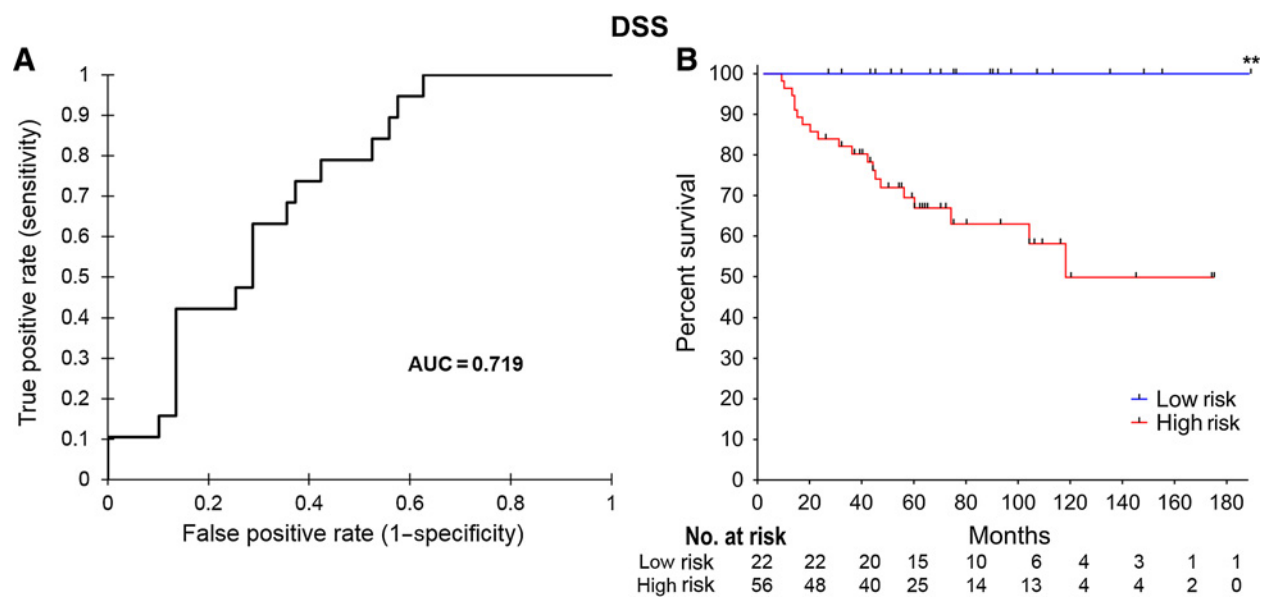 DSS
A
1
0.9
0.8
0.7
0.6
0.5
0.4
0.3
0.2
0.1
0
True positive rate (sensitivity)
AUC = 0.719
0 0.2 0.4 0.6 0.8 1
False positive rate (1–specificity)
B
**
100
90
80
70
60
50
40
30
20
10
0
Percent survival
Low risk
High risk
0 20 40 60 80 100 120 140 160 180
No. at risk Months
Low risk 22 22 20 15 10 6 4 3 1 1
High risk 56 48 40 25 14 13 4 4 2 0